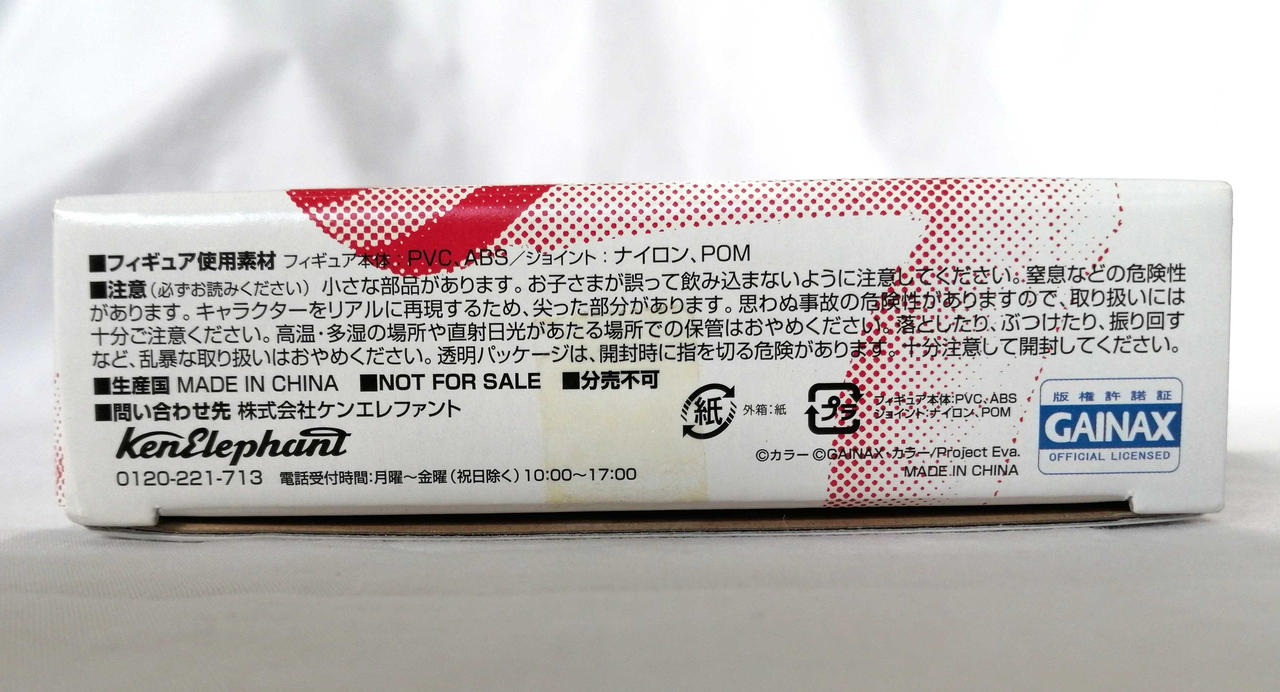 ■フィギュア使用素材 フィギュア本体：PVC、ABS／ジョイント：ナイロン、POM
■注意（必ずお読みください） 小さな部品があります。お子さまが誤って飲み込まないように注意してください。窒息などの危険性
があります。キャラクターをリアルに再現するため、尖った部分があります。思わぬ事故の危険性がありますので、取り扱いには
十分ご注意ください。高温・多湿の場所や直射日光があたる場所での保管はおやめください。落としたり、ぶつけたり、振り回す
など、乱暴な取り扱いはおやめください。透明パッケージは、開封時に指を切る危険があります。十分注意して開封してください。
■生産国 MADE IN CHINA ■NOT FOR SALE ■分売不可
■問い合わせ先 株式会社ケンエレファント
KenElephant
0120-221-713 電話受付時間：月曜～金曜（祝日除く）10:00～17:00
紙 外箱：紙
プラ フィギュア本体：PVC、ABS
ジョイント：ナイロン、POM
©カラー ©GAINAX・カラー/Project Eva.
MADE IN CHINA
版権許諾証
GAINAX
OFFICIAL LICENSED